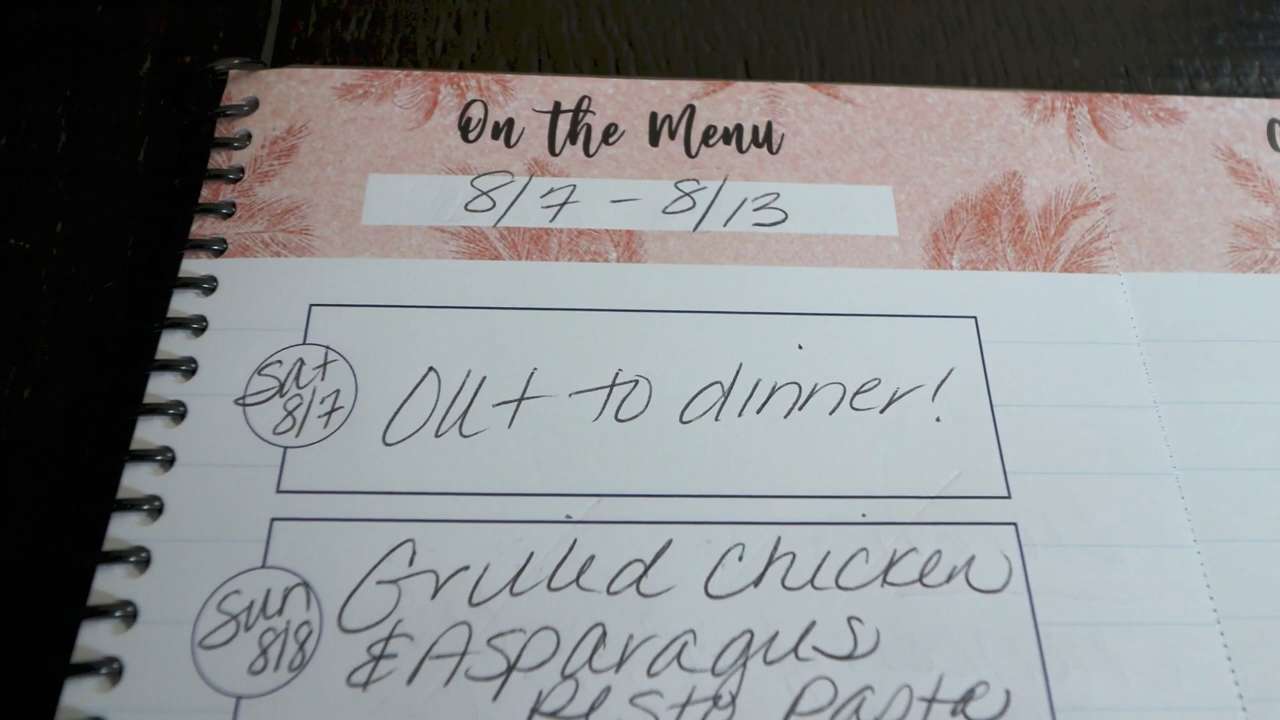 On the Menu
8/7 - 8/13
Sat
8/7
Out to dinner!
Sun
8/8
Grilled chicken
& Asparagus
Pesto Pasta